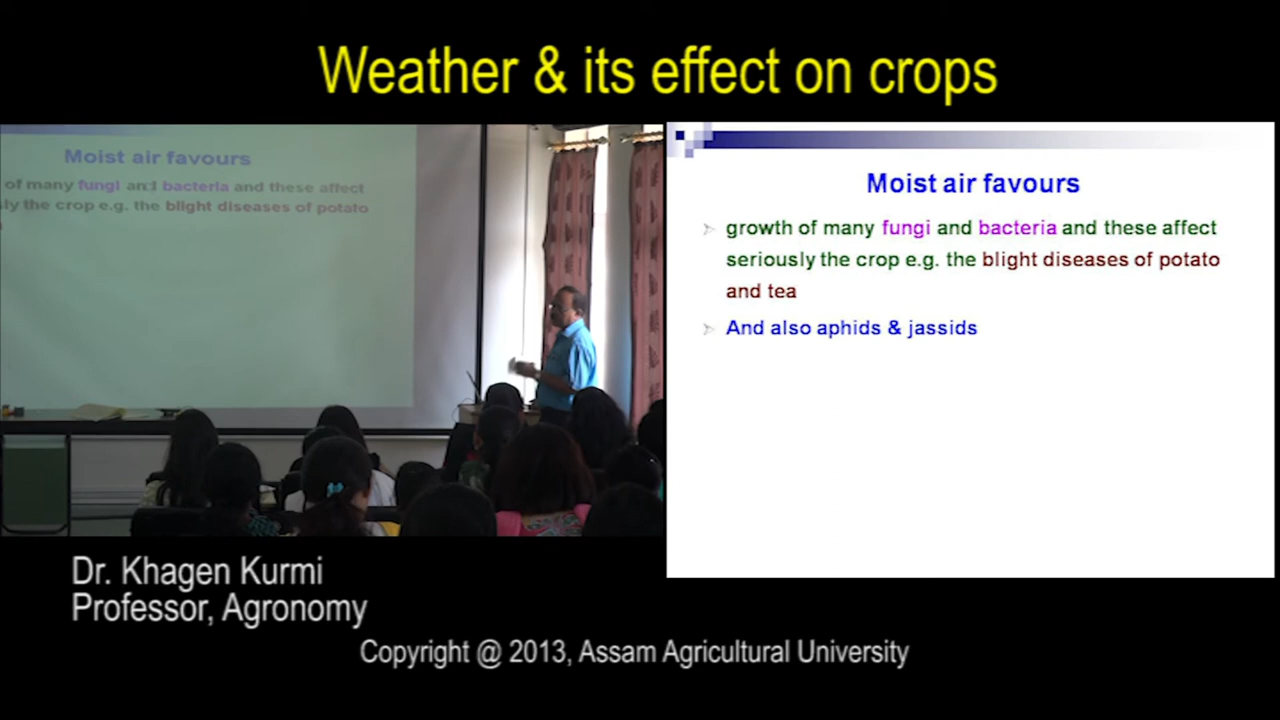 Weather & its effect on crops
Moist air favours
of many fungi and bacteria and these affect
ly the crop e.g. the blight diseases of potato
Moist air favours
growth of many fungi and bacteria and these affect
seriously the crop e.g. the blight diseases of potato
and tea
And also aphids & jassids
Dr. Khagen Kurmi
Professor, Agronomy
Copyright @ 2013, Assam Agricultural University